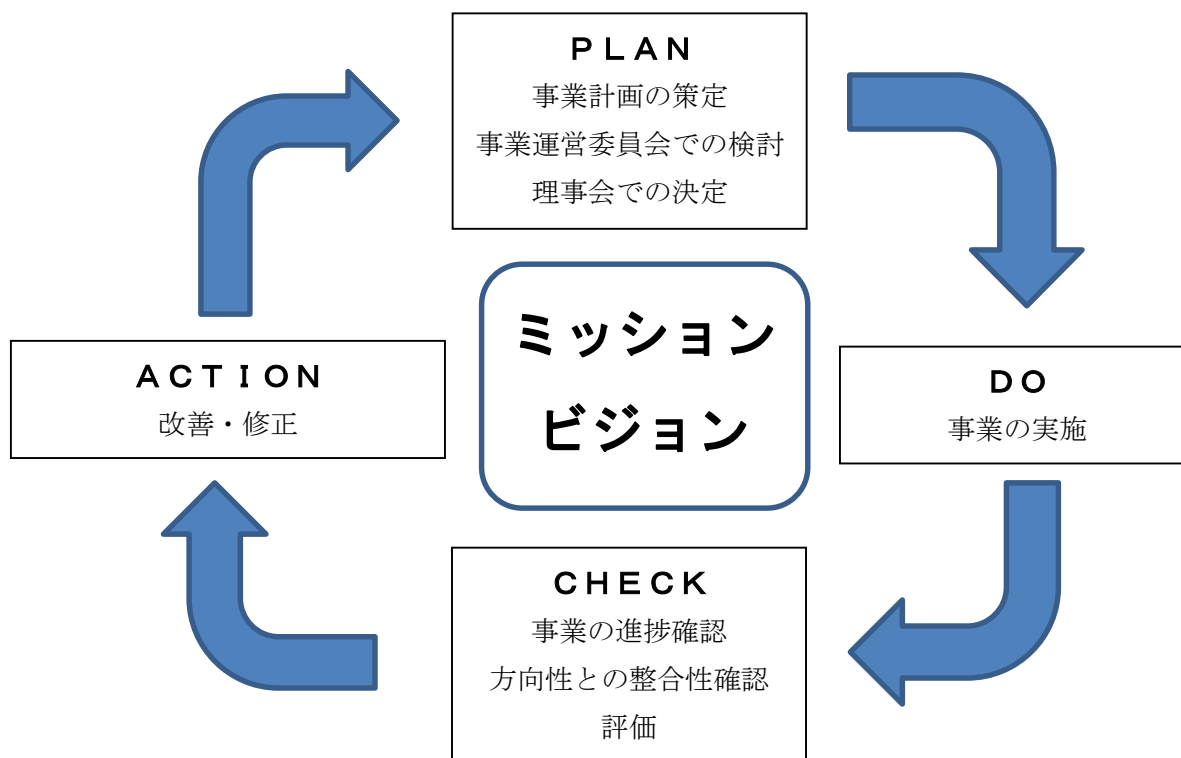 ＰＬＡＮ
事業計画の策定
事業運営委員会での検討
理事会での決定
ミッション
ビジョン
ＡＣＴＩＯＮ
改善・修正
ＤＯ
事業の実施
ＣＨＥＣＫ
事業の進捗確認
方向性との整合性確認
評価